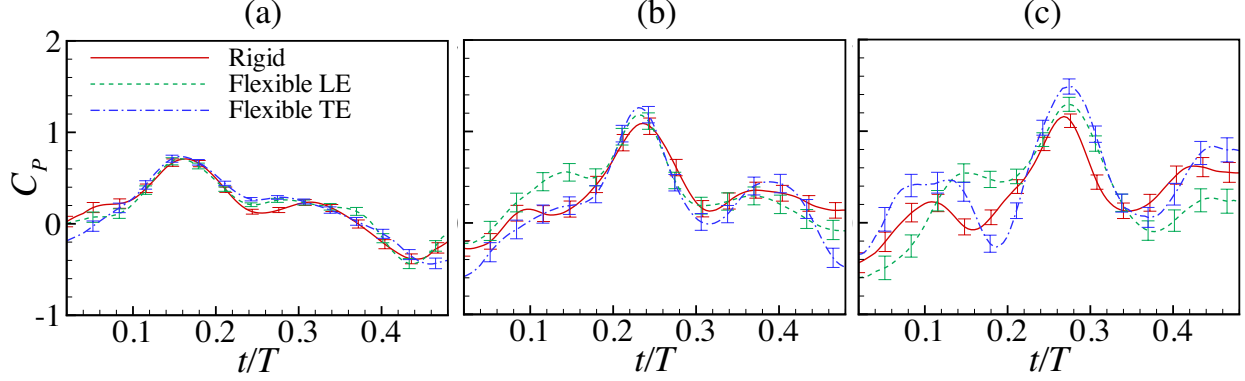 (a) (b) (c)
2
Rigid
Flexible LE
Flexible TE
1
C_P
0
-1
0.1 0.2 0.3 0.4 0.1 0.2 0.3 0.4 0.1 0.2 0.3 0.4
t/T t/T t/T